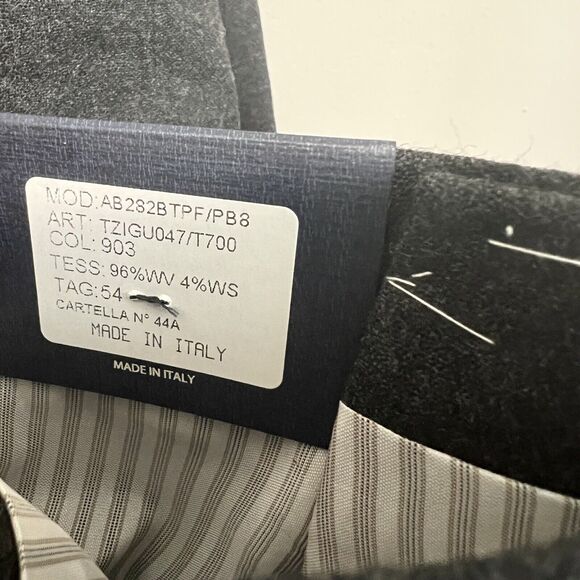 MOD:AB282BTPF/PB8
ART: TZIGU047/T700
COL: 903
TESS: 96%WV 4%WS
TAG:54
CARTELLA N° 44A
MADE IN ITALY
MADE IN ITALY